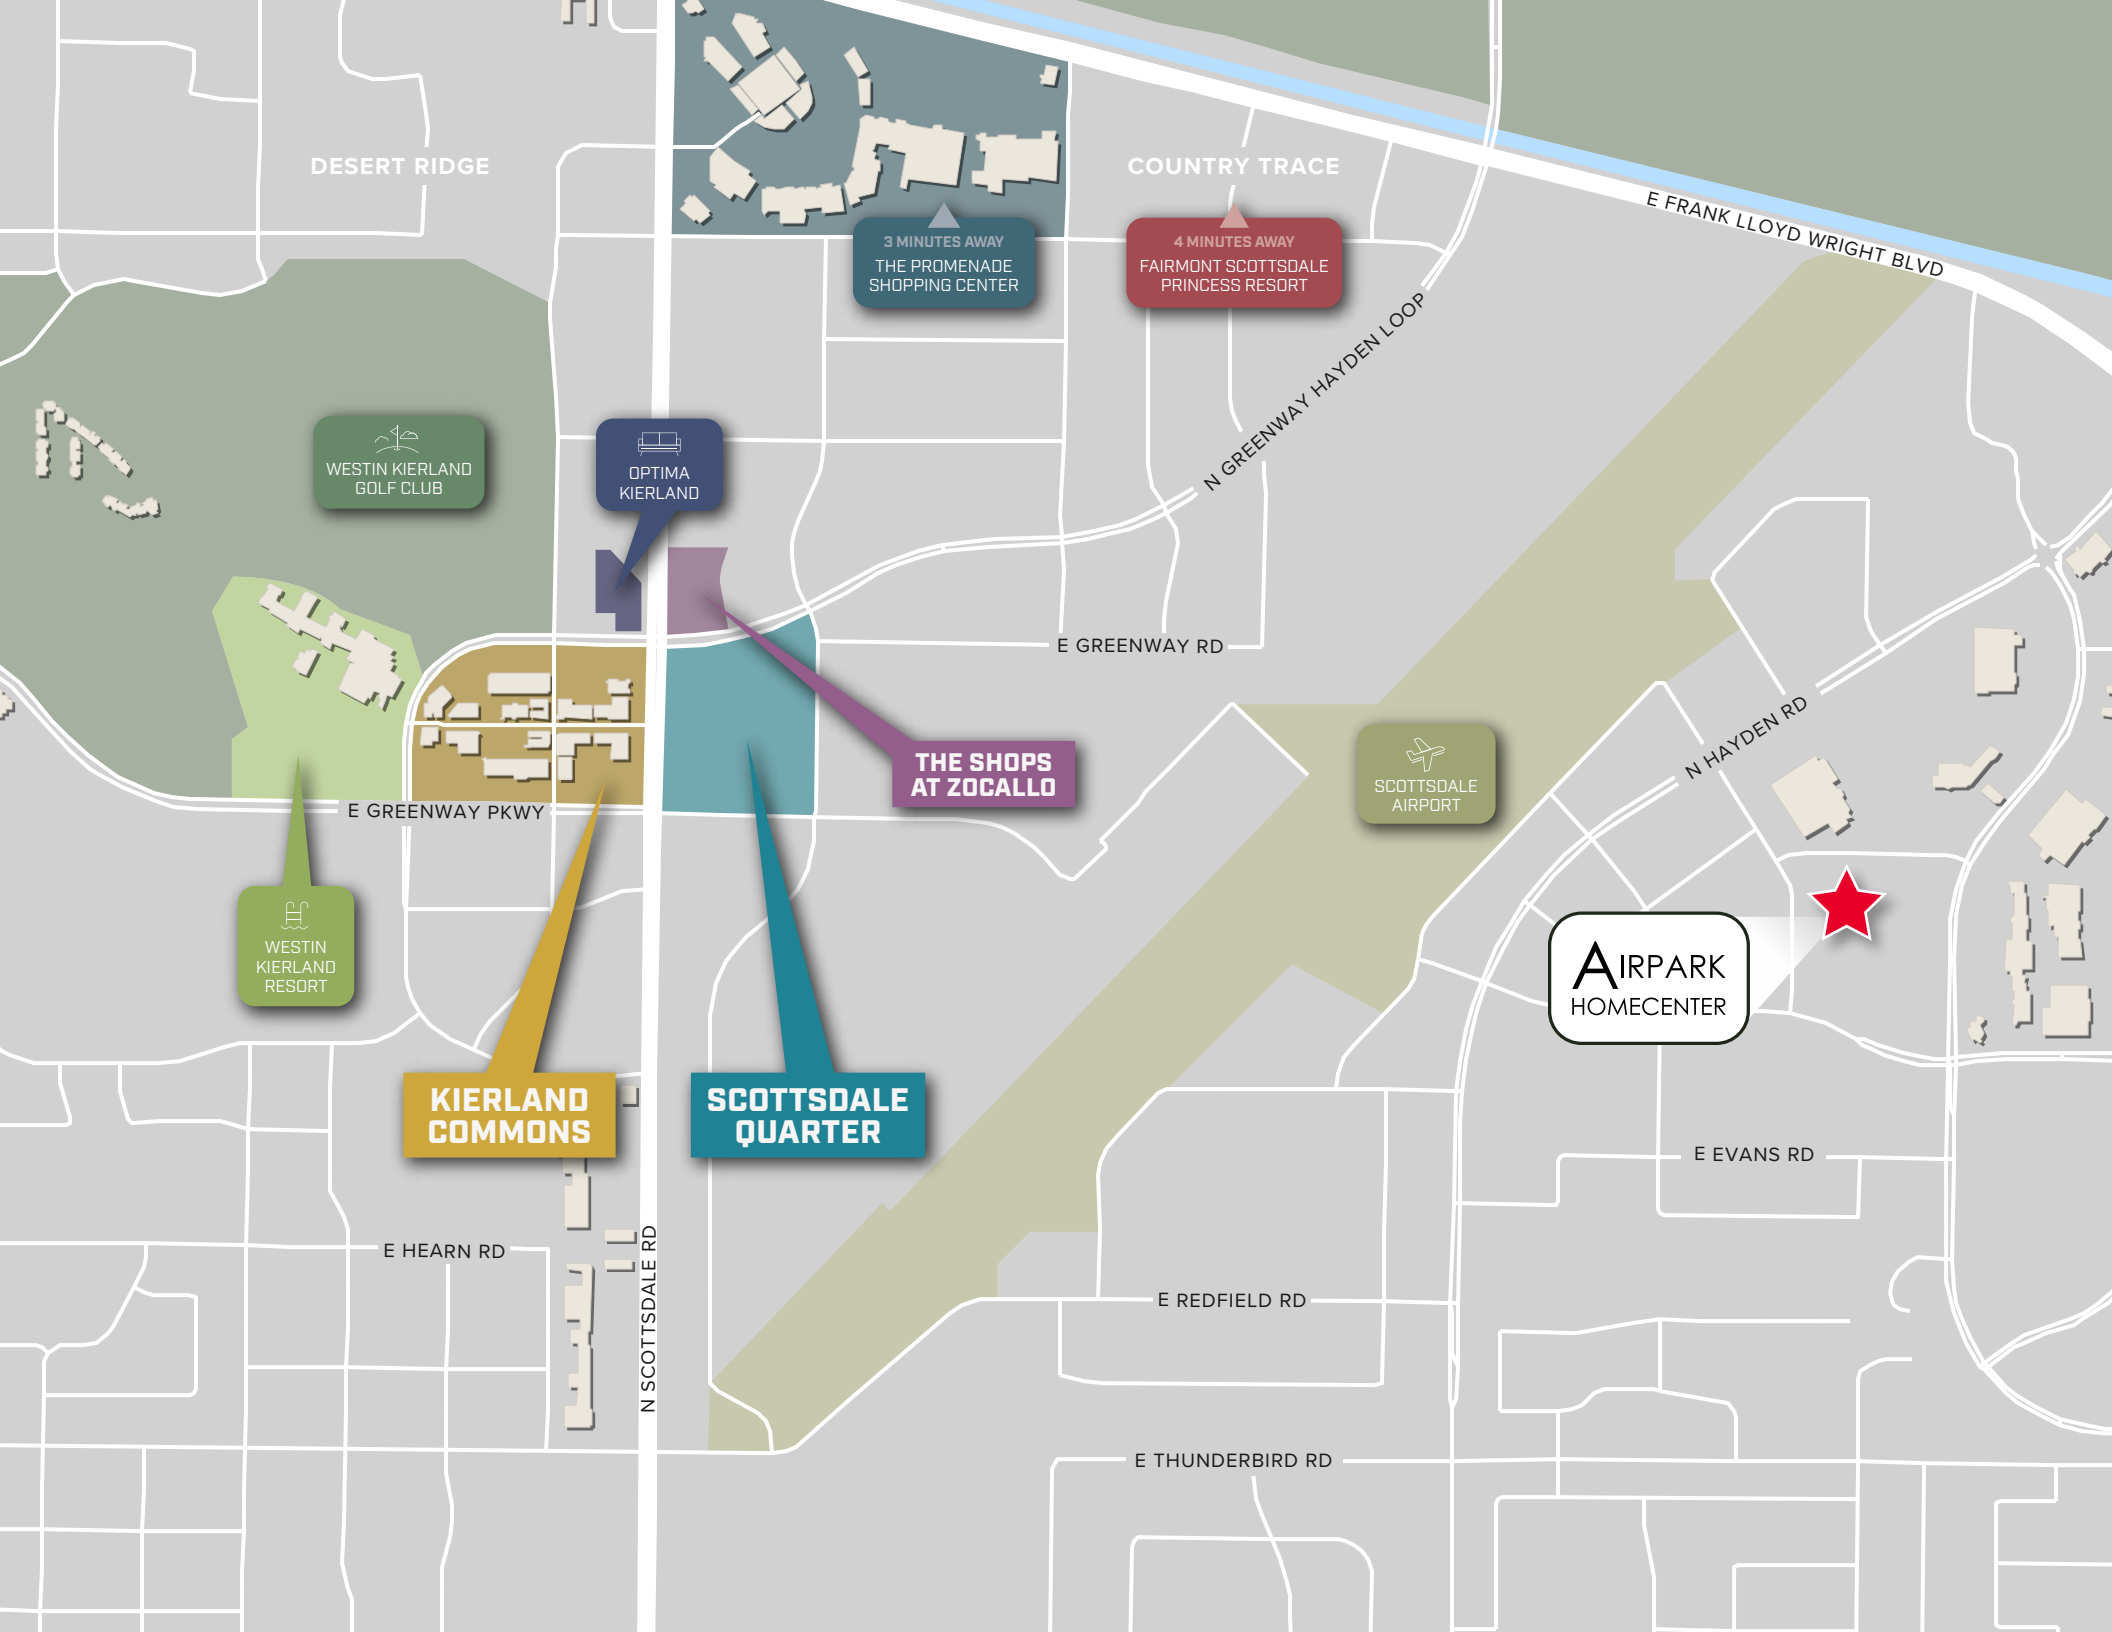 DESERT RIDGE
COUNTRY TRACE
E FRANK LLOYD WRIGHT BLVD
3 MINUTES AWAY
THE PROMENADE
SHOPPING CENTER
4 MINUTES AWAY
FAIRMONT SCOTTSDALE
PRINCESS RESORT
N GREENWAY HAYDEN LOOP
WESTIN KIERLAND
GOLF CLUB
OPTIMA
KIERLAND
E GREENWAY RD
N HAYDEN RD
THE SHOPS
AT ZOCALLO
SCOTTSDALE
AIRPORT
E GREENWAY PKWY
WESTIN
KIERLAND
RESORT
AIRPARK
HOMECENTER
KIERLAND
COMMONS
SCOTTSDALE
QUARTER
E EVANS RD
E HEARN RD
N SCOTTSDALE RD
E REDFIELD RD
E THUNDERBIRD RD